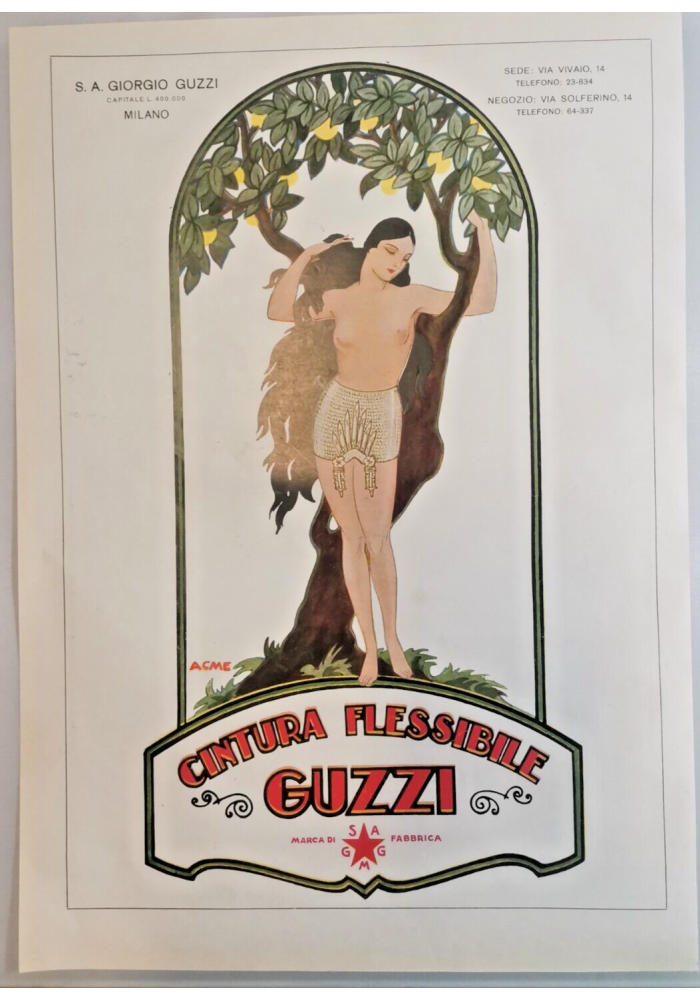 S. A. GIORGIO GUZZI
CAPITALE L. 400.000
MILANO
SEDE: VIA VIVAIO, 14
TELEFONO: 23-834
NEGOZIO: VIA SOLFERINO, 14
TELEFONO: 64-337
ACME
CINTURA FLESSIBILE
GUZZI
MARCA DI S A G G M FABBRICA